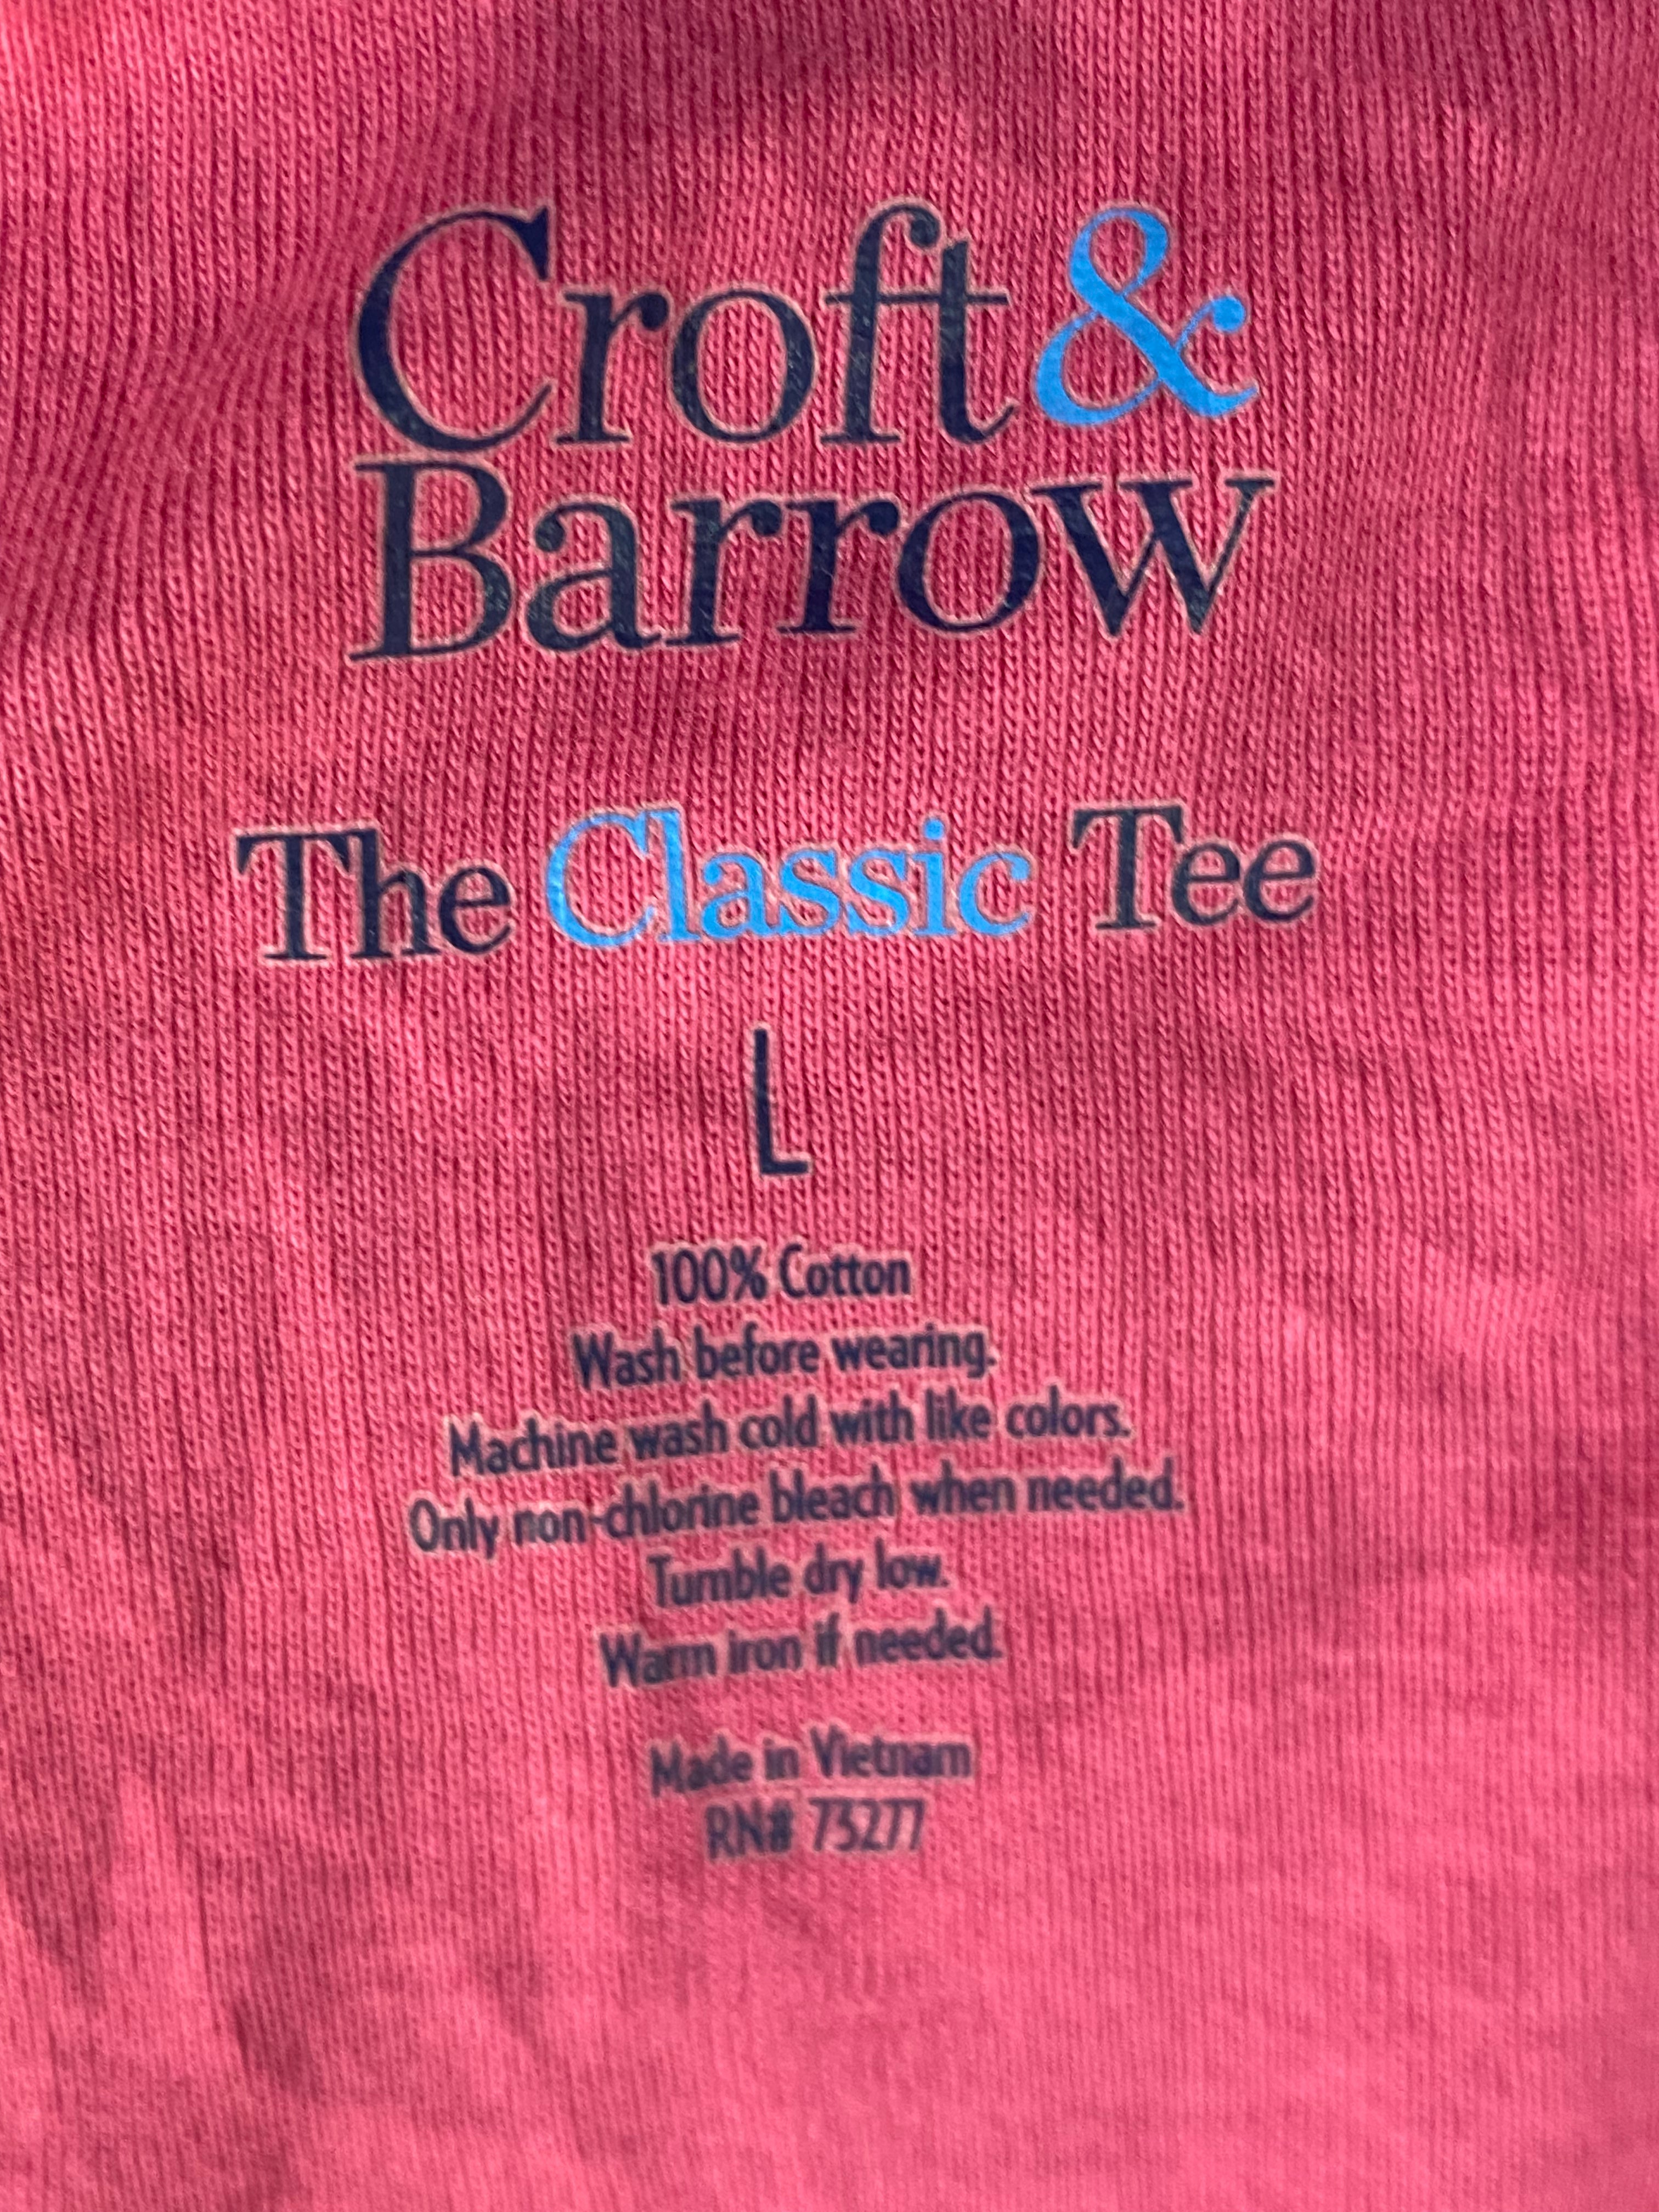 Croft &
Barrow
The Classic Tee
L
100% Cotton
Wash before wearing.
Machine wash cold with like colors.
Only non-chlorine bleach when needed.
Tumble dry low.
Warm iron if needed.
Made in Vietnam
RN# 73277